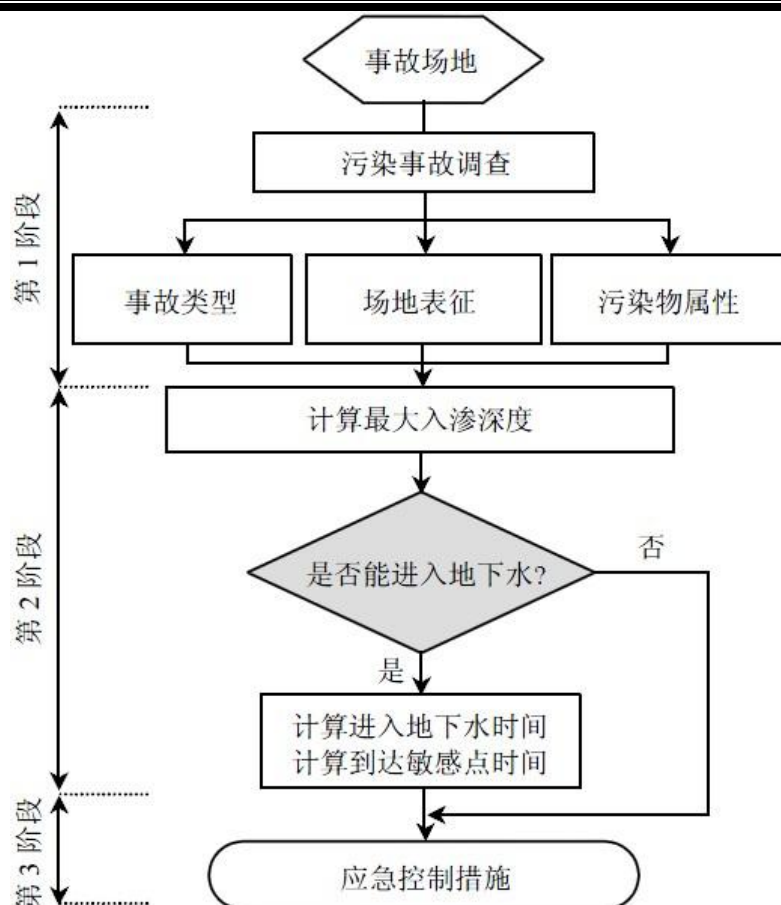 事故场地
第 1 阶段
污染事故调查
事故类型
场地表征
污染物属性
第 2 阶段
计算最大入渗深度
是否能进入地下水?
否
是
计算进入地下水时间
计算到达敏感点时间
第 3 阶段
应急控制措施